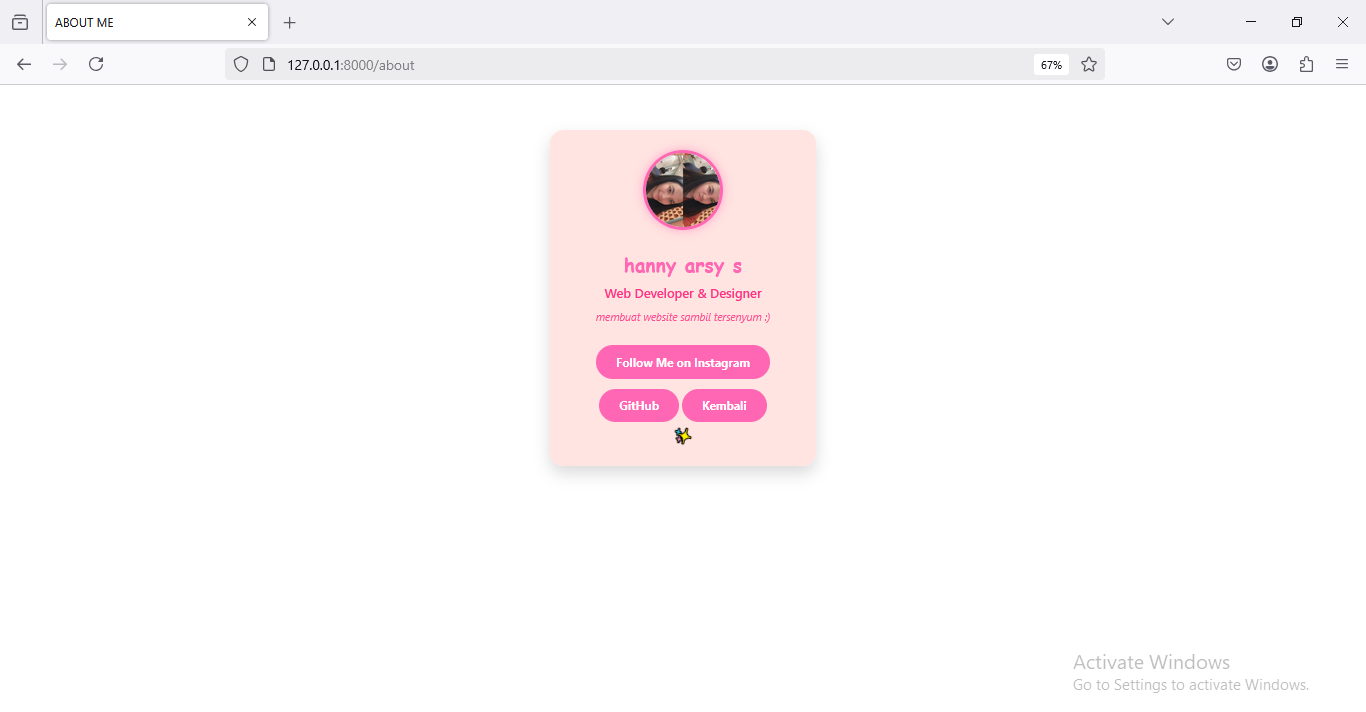 ABOUT ME
127.0.0.1:8000/about
67%
hanny arsy s
Web Developer & Designer
membuat website sambil tersenyum :)
Follow Me on Instagram
GitHub
Kembali
Activate Windows
Go to Settings to activate Windows.